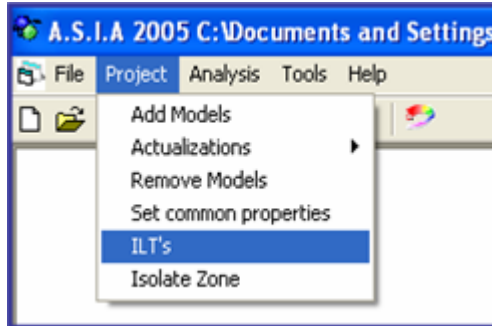 A.S.I.A 2005 C:\Documents and Settings
File Project Analysis Tools Help
Add Models
Actualizations
Remove Models
Set common properties
ILT's
Isolate Zone